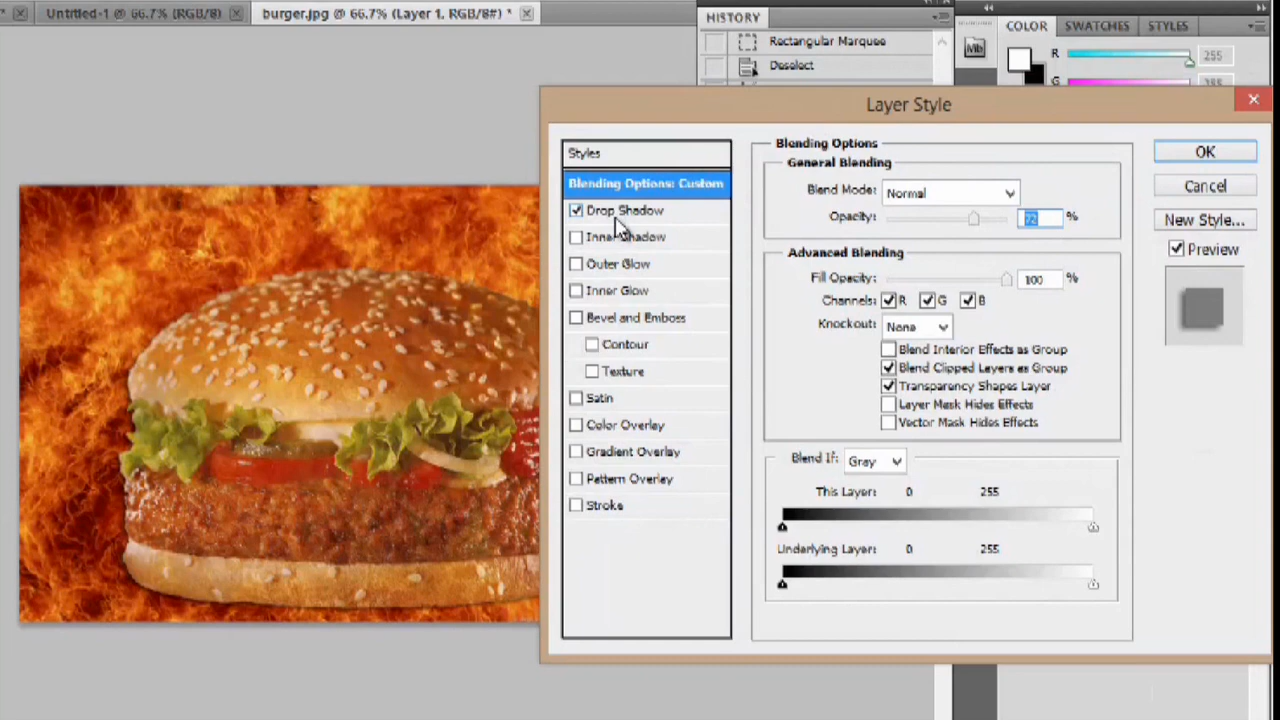 Untitled-1 @ 66.7% (RGB/8)
burger.jpg @ 66.7% (Layer 1, RGB/8#) *
HISTORY
Rectangular Marquee
Deselect
Mb
COLOR
SWATCHES
STYLES
R
255
G
Layer Style
Styles
Blending Options: Custom
Drop Shadow
Inner Shadow
Outer Glow
Inner Glow
Bevel and Emboss
Contour
Texture
Satin
Color Overlay
Gradient Overlay
Pattern Overlay
Stroke
Blending Options
General Blending
Blend Mode: Normal
Opacity: 72 %
Advanced Blending
Fill Opacity: 100 %
Channels: R G B
Knockout: None
Blend Interior Effects as Group
Blend Clipped Layers as Group
Transparency Shapes Layer
Layer Mask Hides Effects
Vector Mask Hides Effects
Blend If: Gray
This Layer: 0 255
Underlying Layer: 0 255
OK
Cancel
New Style...
Preview